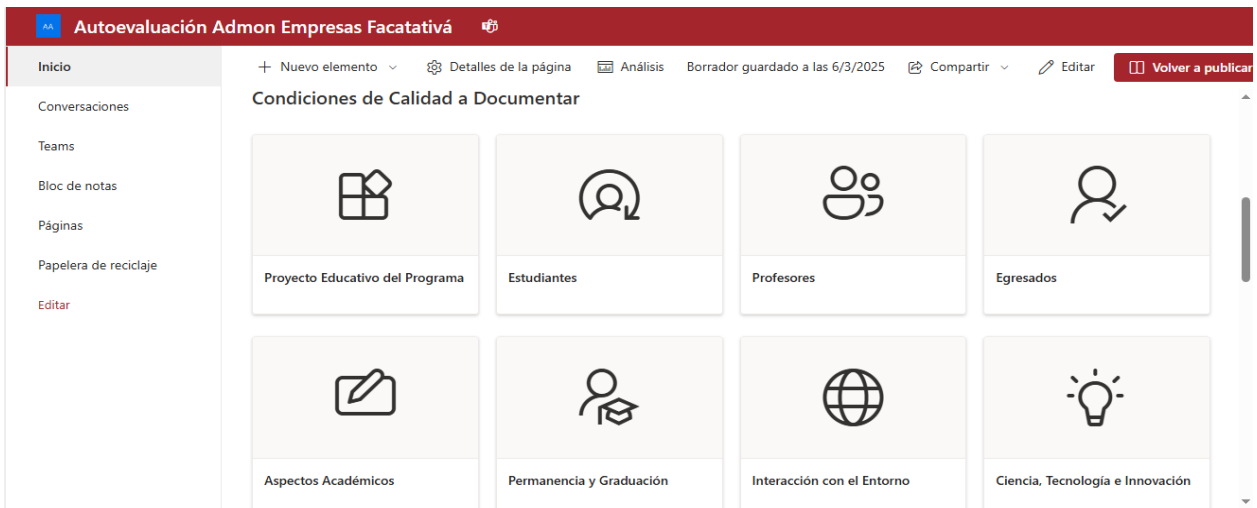 AA Autoevaluación Admon Empresas Facatativá
Inicio
Conversaciones
Teams
Bloc de notas
Páginas
Papelera de reciclaje
Editar
Nuevo elemento Detalles de la página Análisis Borrador guardado a las 6/3/2025 Compartir Editar Volver a publicar
Condiciones de Calidad a Documentar
Proyecto Educativo del Programa Estudiantes Profesores Egresados
Aspectos Académicos Permanencia y Graduación Interacción con el Entorno Ciencia, Tecnología e Innovación